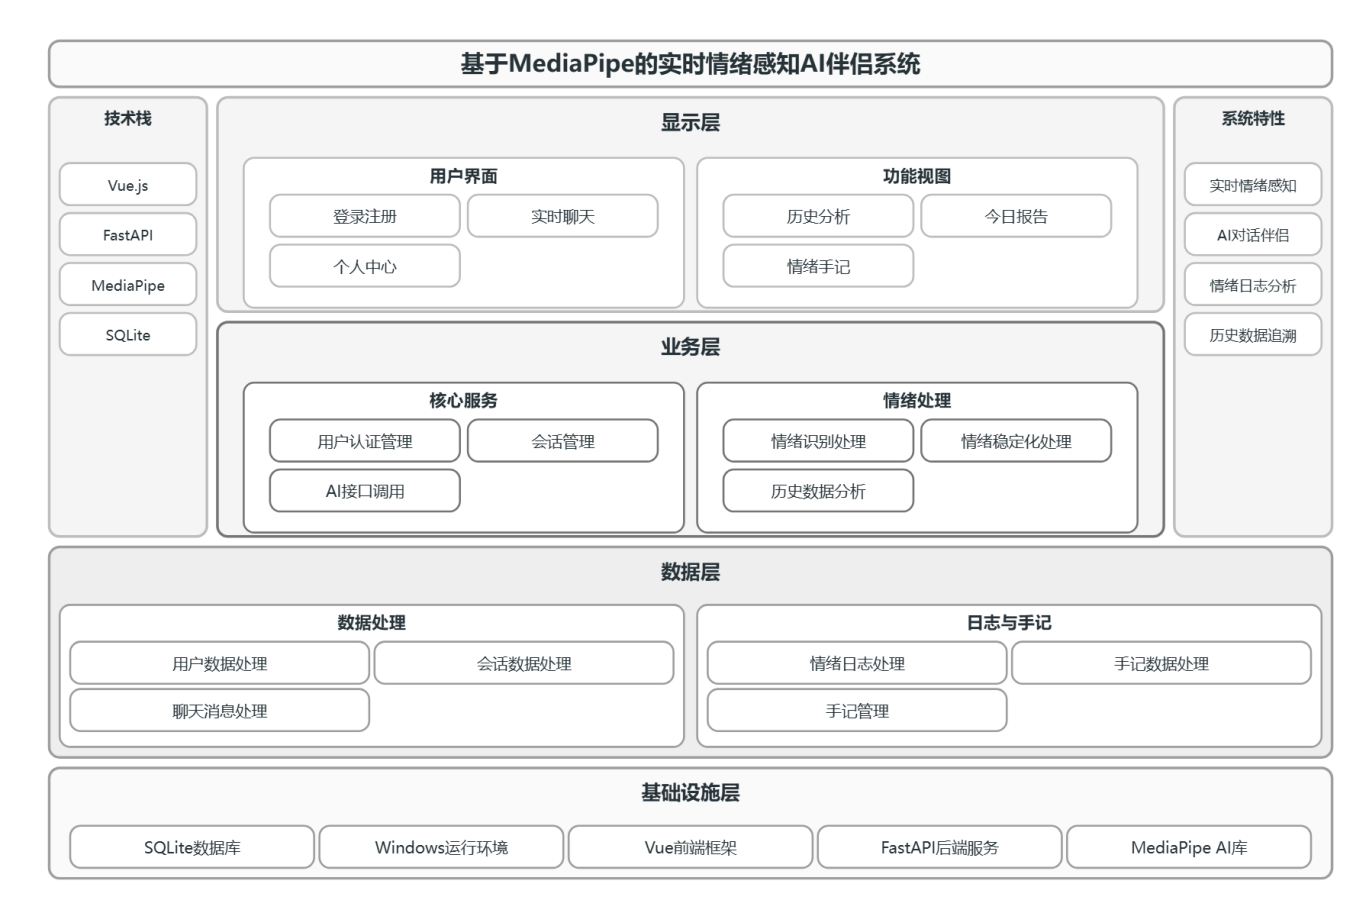 基于MediaPipe的实时情绪感知AI伴侣系统
技术栈
Vue.js
FastAPI
MediaPipe
SQLite
显示层
用户界面
登录注册
实时聊天
个人中心
功能视图
历史分析
今日报告
情绪手记
业务层
核心服务
用户认证管理
会话管理
AI接口调用
情绪处理
情绪识别处理
情绪稳定化处理
历史数据分析
系统特性
实时情绪感知
AI对话伴侣
情绪日志分析
历史数据追溯
数据层
数据处理
用户数据处理
会话数据处理
聊天消息处理
日志与手记
情绪日志处理
手记数据处理
手记管理
基础设施层
SQLite数据库
Windows运行环境
Vue前端框架
FastAPI后端服务
MediaPipe AI库